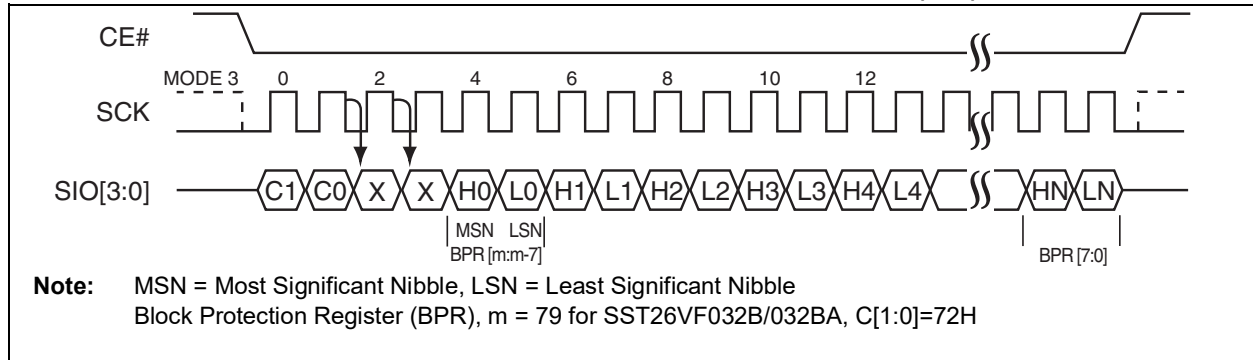 CE#
MODE 3 0 2 4 6 8 10 12
SCK
SIO[3:0] C1 C0 X X H0 L0 H1 L1 H2 L2 H3 L3 H4 L4 HN LN
MSN LSN
BPR [m:m-7] BPR [7:0]
Note: MSN = Most Significant Nibble, LSN = Least Significant Nibble
Block Protection Register (BPR), m = 79 for SST26VF032B/032BA, C[1:0]=72H